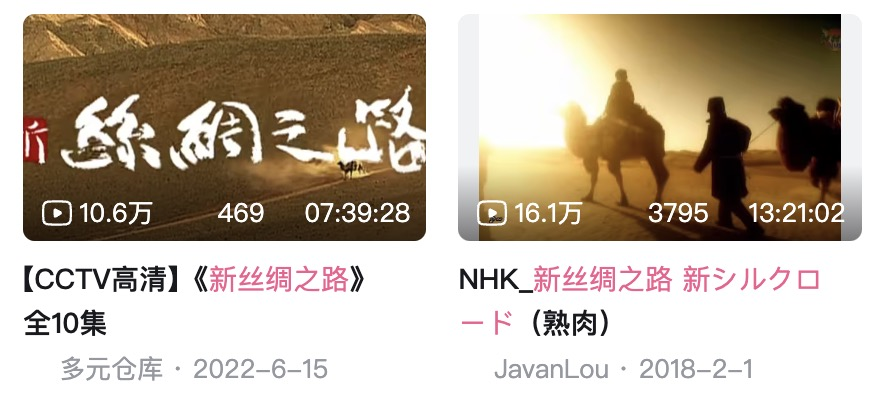 新 絲綢之路
10.6万 469 07:39:28
【CCTV高清】《新丝绸之路》
全10集
多元仓库 · 2022-6-15
16.1万 3795 13:21:02
NHK_新丝绸之路 新シルクロ
ード（熟肉）
JavanLou · 2018-2-1